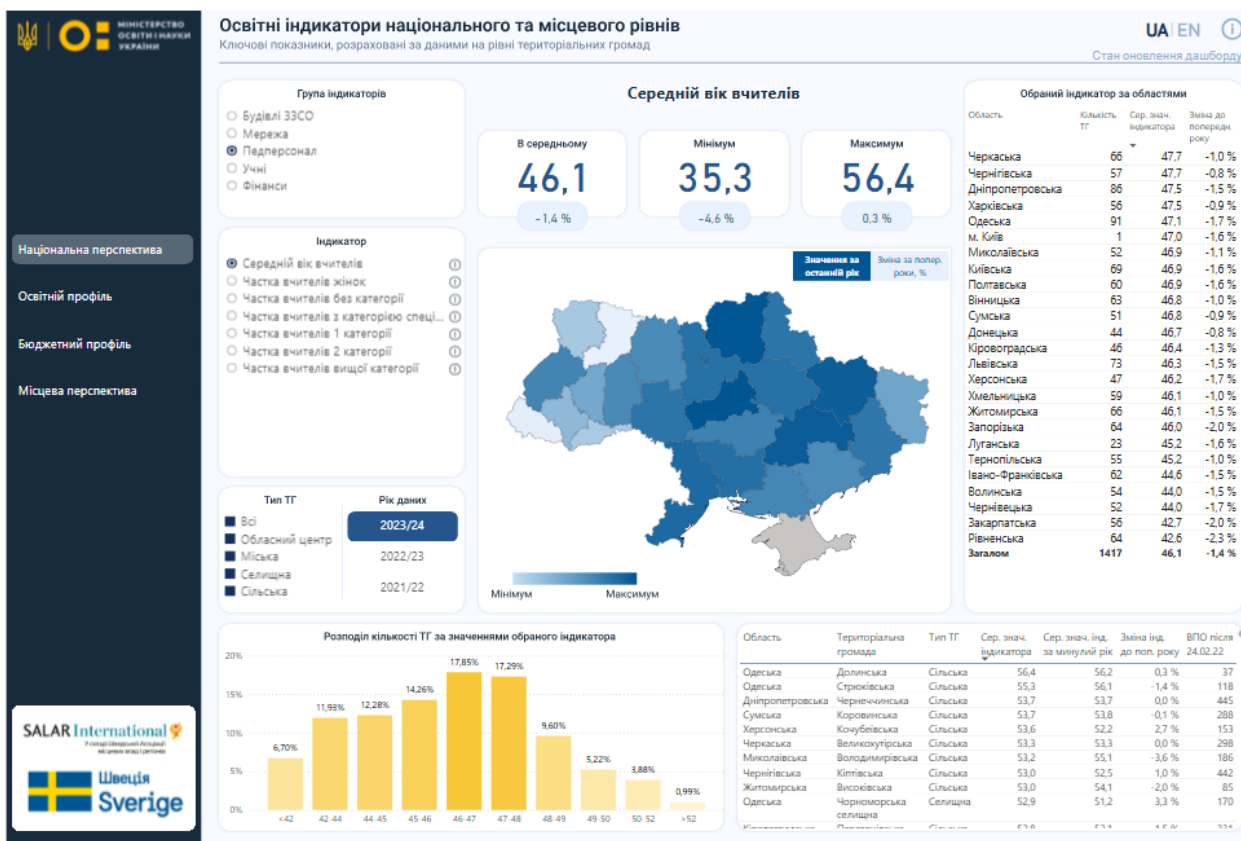 МІНІСТЕРСТВО
ОСВІТИ І НАУКИ
УКРАЇНИ
Освітні індикатори національного та місцевого рівнів
Ключові показники, розраховані за даними на рівні територіальних громад
UA|EN
Стан оновлення дашборду
Національна перспектива
Освітній профіль
Бюджетний профіль
Місцева перспектива
Група індикаторів
Будівлі ЗЗСО
Мережа
Педперсонал
Учні
Фінанси
Індикатор
Середній вік вчителів
Частка вчителів жінок
Частка вчителів без категорії
Частка вчителів з категорією спеці...
Частка вчителів 1 категорії
Частка вчителів 2 категорії
Частка вчителів вищої категорії
Тип ТГ
Всі
Обласний центр
Міська
Селищна
Сільська
Рік даних
2023/24
2022/23
2021/22
Середній вік вчителів
В середньому
46,1
-1,4 %
Мінімум
35,3
-4,6 %
Максимум
56,4
0,3 %
Значення за
останній рік
Зміна за попер.
роки, %
Мінімум Максимум
Обраний індикатор за областями
Область Кількість ТГ Сер. знач. індикатора Зміна до попередн. року
Черкаська 66 47,7 -1,0 %
Чернігівська 57 47,7 -0,8 %
Дніпропетровська 86 47,5 -1,5 %
Харківська 56 47,5 -0,9 %
Одеська 91 47,1 -1,7 %
м. Київ 1 47,0 -1,6 %
Миколаївська 52 46,9 -1,1 %
Київська 69 46,9 -1,6 %
Полтавська 60 46,9 -1,6 %
Вінницька 63 46,8 -1,0 %
Сумська 51 46,8 -0,9 %
Донецька 44 46,7 -0,8 %
Кіровоградська 46 46,4 -1,3 %
Львівська 73 46,3 -1,5 %
Херсонська 47 46,2 -1,7 %
Хмельницька 59 46,1 -1,0 %
Житомирська 66 46,1 -1,5 %
Запорізька 64 46,0 -2,0 %
Луганська 23 45,2 -1,6 %
Тернопільська 55 45,2 -1,0 %
Івано-Франківська 62 44,6 -1,5 %
Волинська 54 44,0 -1,5 %
Чернівецька 52 44,0 -1,7 %
Закарпатська 56 42,7 -2,0 %
Рівненська 64 42,6 -2,3 %
Загалом 1417 46,1 -1,4 %
Розподіл кількості ТГ за значеннями обраного індикатора
20%
15%
10%
5%
0%
6,70% 11,93% 12,28% 14,26% 17,85% 17,29% 9,60% 5,22% 3,88% 0,99%
<42 42-44 44-45 45-46 46-47 47-48 48-49 49-50 50-52 >52
Область Територіальна громада Тип ТГ Сер. знач. індикатора Сер. знач. інд. за минулий рік Зміна інд. до поп. року ВПО після 24.02.22
Одеська Долинська Сільська 56,4 56,2 0,3 % 37
Одеська Стрюківська Сільська 55,3 56,1 -1,4 % 118
Дніпропетровська Чернеччинська Сільська 53,7 53,7 0,0 % 445
Сумська Коровинська Сільська 53,7 53,8 -0,1 % 288
Херсонська Кочубеївська Сільська 53,6 52,2 2,7 % 153
Черкаська Великохутірська Сільська 53,3 53,3 0,0 % 298
Миколаївська Володимирівська Сільська 53,2 55,1 -3,6 % 186
Чернігівська Кіптівська Сільська 53,0 52,5 1,0 % 442
Житомирська Високівська Сільська 53,0 54,1 -2,0 % 85
Одеська Чорноморська селищна Селищна 52,9 51,2 3,3 % 170
SALAR International
У складі Шведської Асоціації
місцевих влад і регіонів
Швеція
Sverige